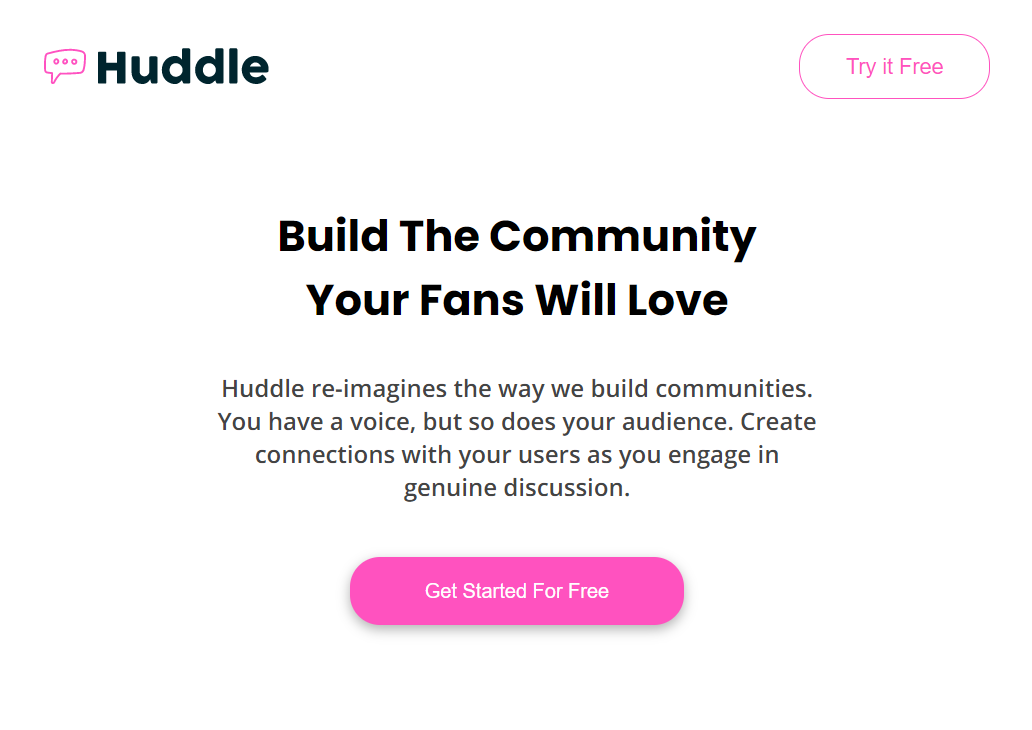 Huddle
Try it Free
Build The Community
Your Fans Will Love
Huddle re-imagines the way we build communities.
You have a voice, but so does your audience. Create
connections with your users as you engage in
genuine discussion.
Get Started For Free